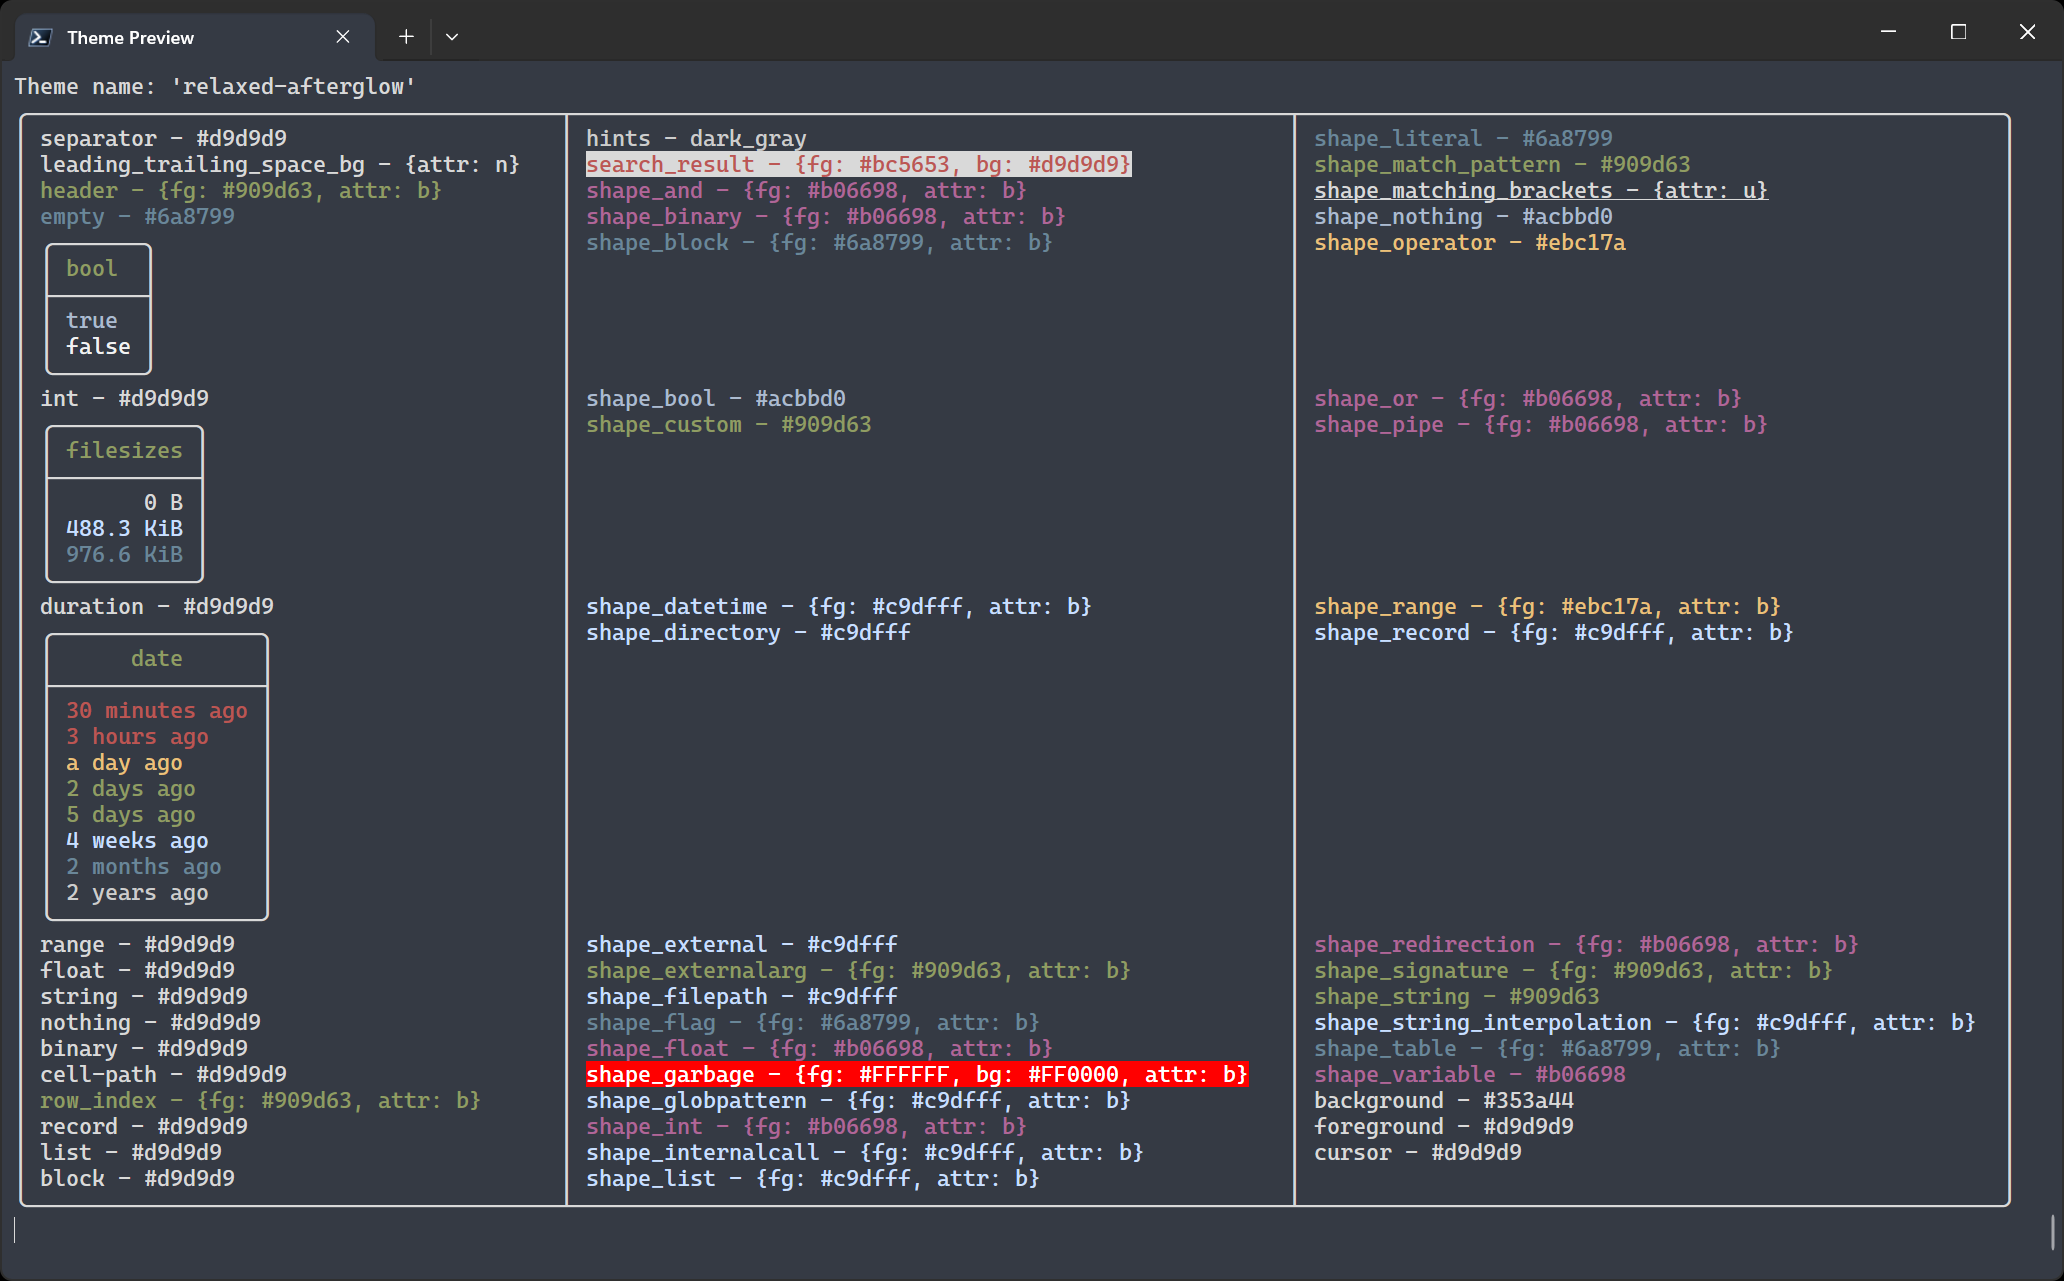 Theme Preview
Theme name: 'relaxed-afterglow'
separator - #d9d9d9
leading_trailing_space_bg - {attr: n}
header - {fg: #909d63, attr: b}
empty - #6a8799
bool
true
false
int - #d9d9d9
filesizes
0 B
488.3 KiB
976.6 KiB
duration - #d9d9d9
date
30 minutes ago
3 hours ago
a day ago
2 days ago
5 days ago
4 weeks ago
2 months ago
2 years ago
range - #d9d9d9
float - #d9d9d9
string - #d9d9d9
nothing - #d9d9d9
binary - #d9d9d9
cell-path - #d9d9d9
row_index - {fg: #909d63, attr: b}
record - #d9d9d9
list - #d9d9d9
block - #d9d9d9
hints - dark_gray
search_result - {fg: #bc5653, bg: #d9d9d9}
shape_and - {fg: #b06698, attr: b}
shape_binary - {fg: #b06698, attr: b}
shape_block - {fg: #6a8799, attr: b}
shape_bool - #acbbd0
shape_custom - #909d63
shape_datetime - {fg: #c9dfff, attr: b}
shape_directory - #c9dfff
shape_external - #c9dfff
shape_externalarg - {fg: #909d63, attr: b}
shape_filepath - #c9dfff
shape_flag - {fg: #6a8799, attr: b}
shape_float - {fg: #b06698, attr: b}
shape_garbage - {fg: #FFFFFF, bg: #FF0000, attr: b}
shape_globpattern - {fg: #c9dfff, attr: b}
shape_int - {fg: #b06698, attr: b}
shape_internalcall - {fg: #c9dfff, attr: b}
shape_list - {fg: #c9dfff, attr: b}
shape_literal - #6a8799
shape_match_pattern - #909d63
shape_matching_brackets - {attr: u}
shape_nothing - #acbbd0
shape_operator - #ebc17a
shape_or - {fg: #b06698, attr: b}
shape_pipe - {fg: #b06698, attr: b}
shape_range - {fg: #ebc17a, attr: b}
shape_record - {fg: #c9dfff, attr: b}
shape_redirection - {fg: #b06698, attr: b}
shape_signature - {fg: #909d63, attr: b}
shape_string - #909d63
shape_string_interpolation - {fg: #c9dfff, attr: b}
shape_table - {fg: #6a8799, attr: b}
shape_variable - #b06698
background - #353a44
foreground - #d9d9d9
cursor - #d9d9d9